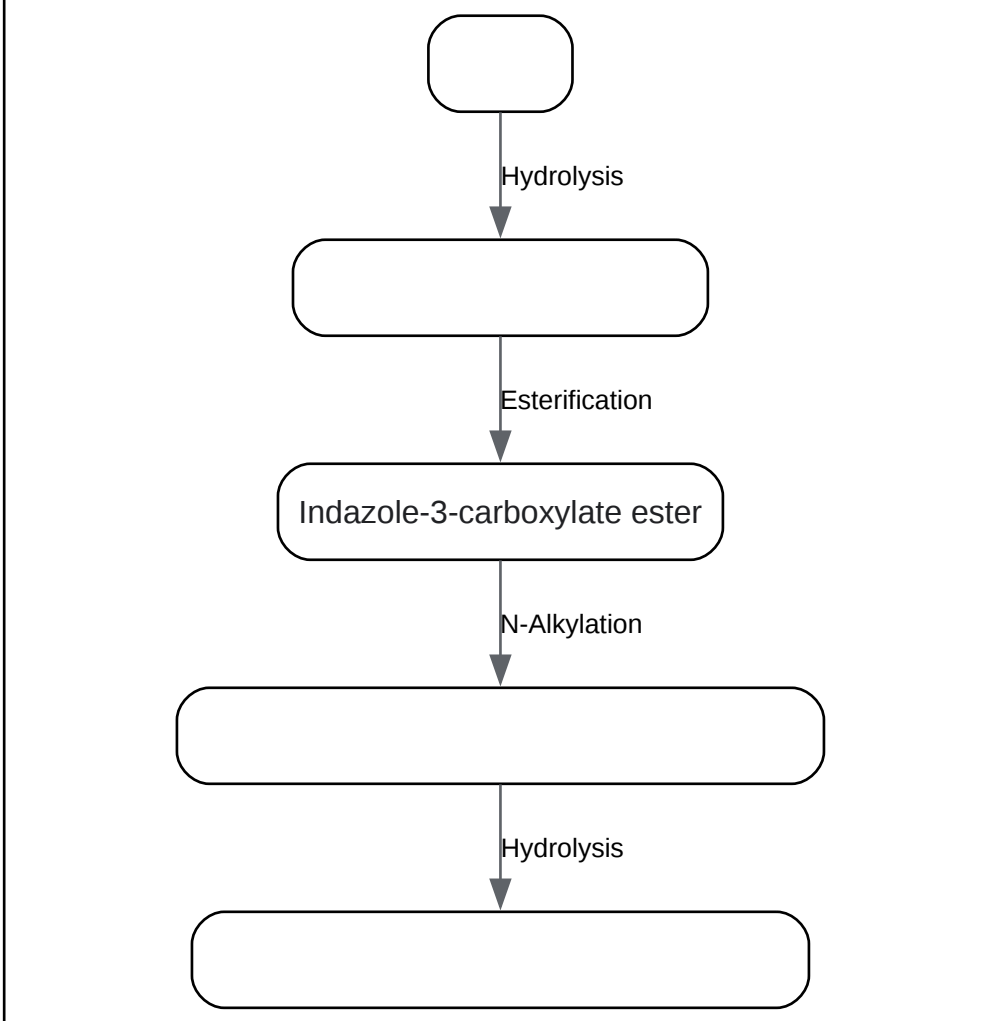 Hydrolysis
Esterification
Indazole-3-carboxylate ester
N-Alkylation
Hydrolysis